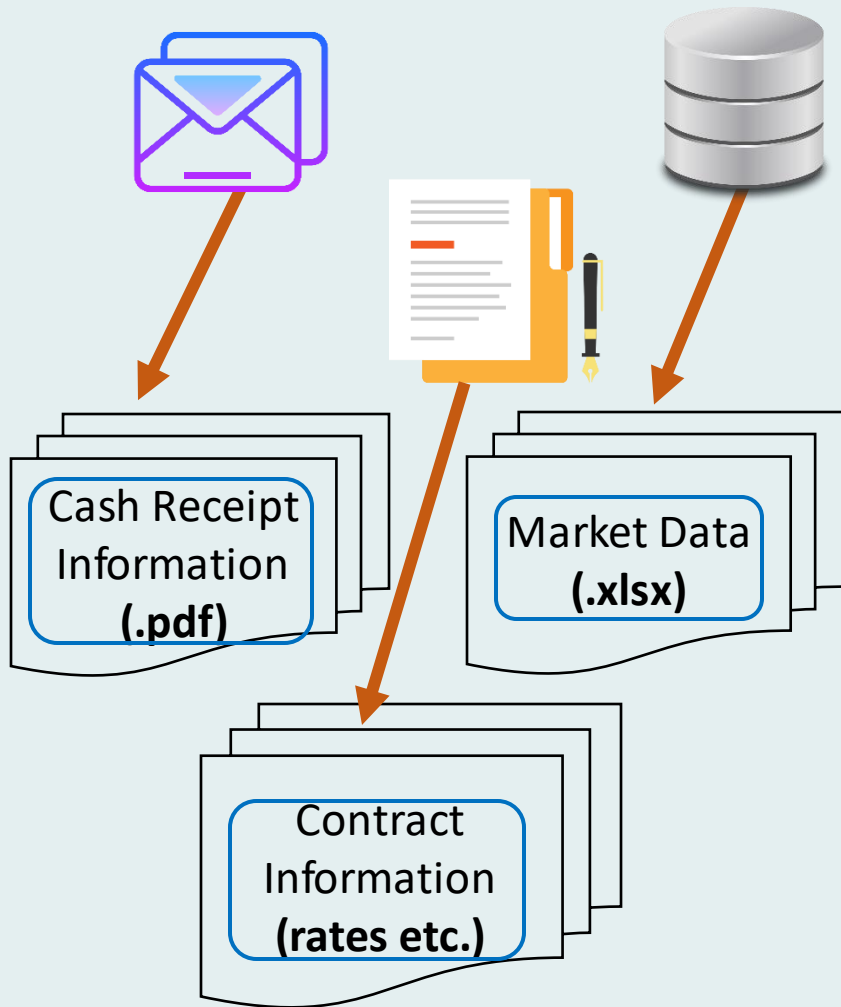 Cash Receipt
Information
(.pdf)
Market Data
(.xlsx)
Contract
Information
(rates etc.)